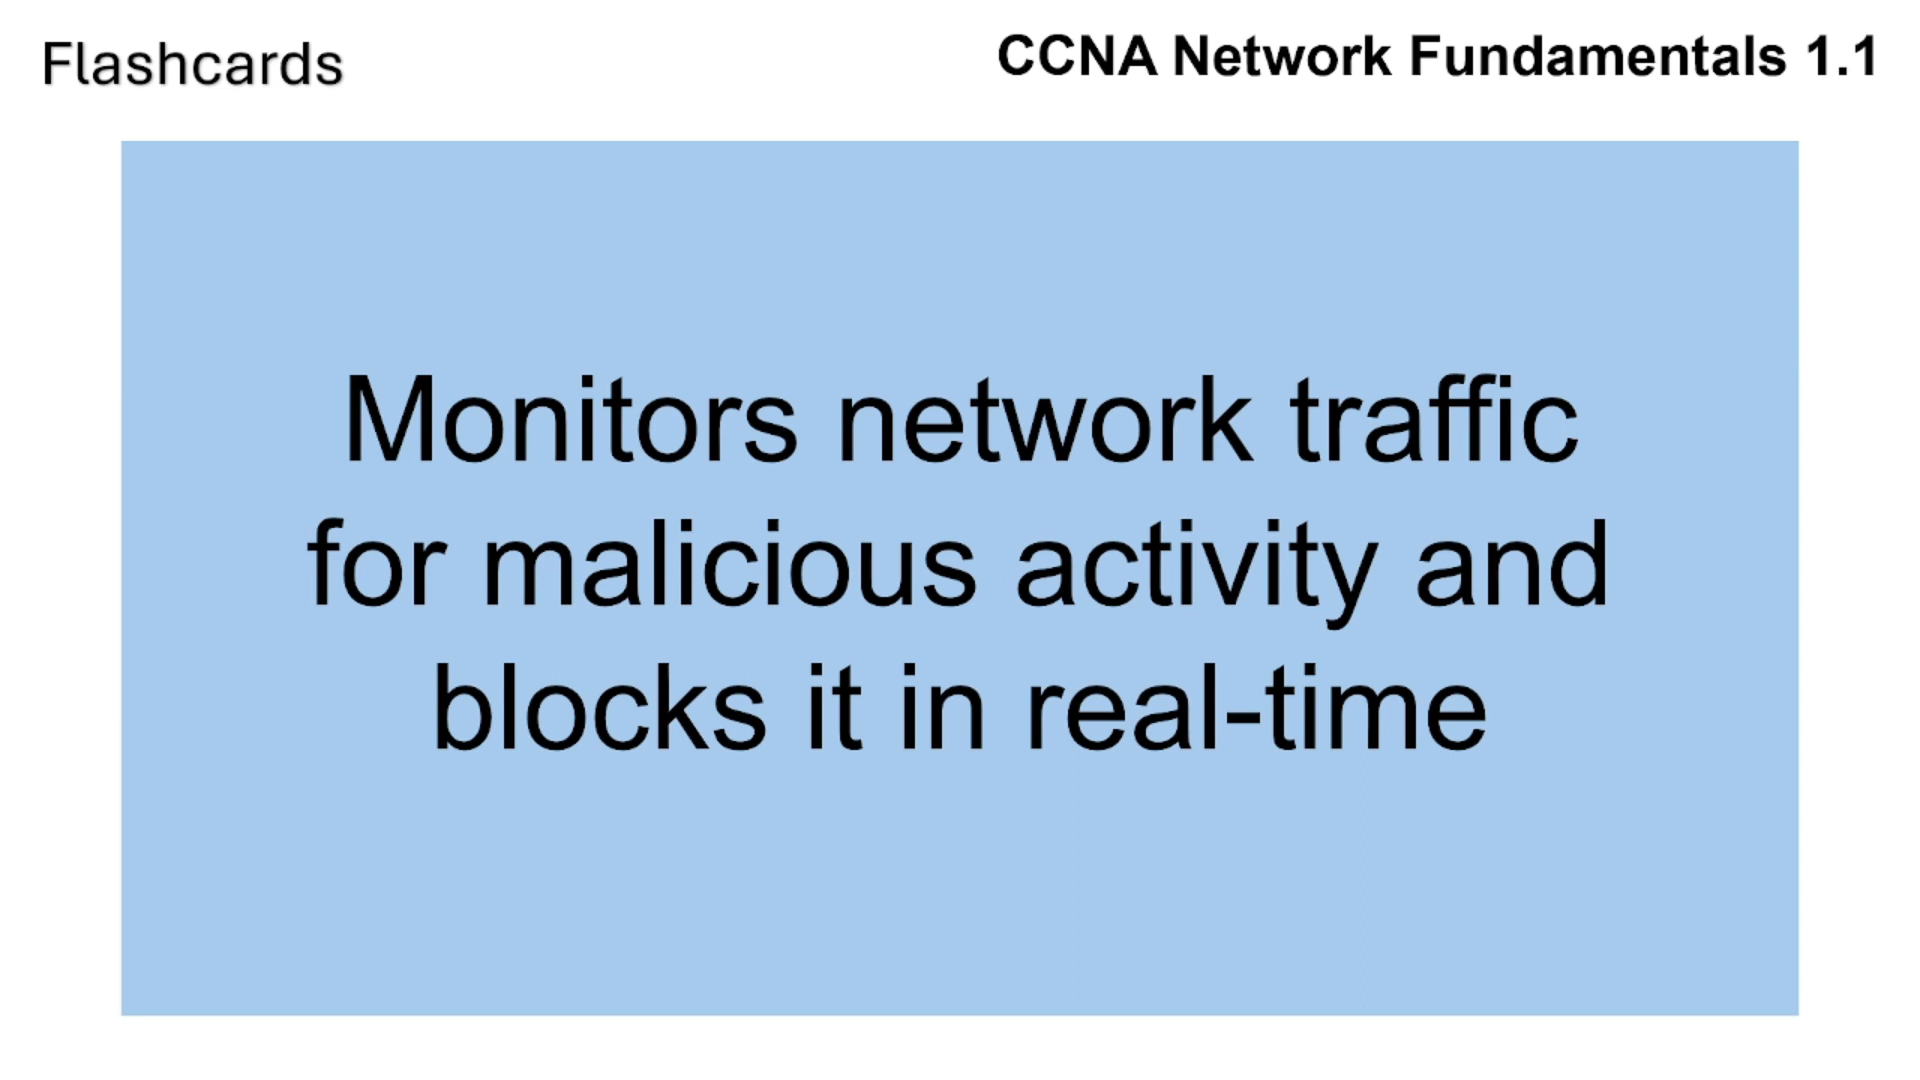 Flashcards
CCNA Network Fundamentals 1.1
Monitors network traffic
for malicious activity and
blocks it in real-time